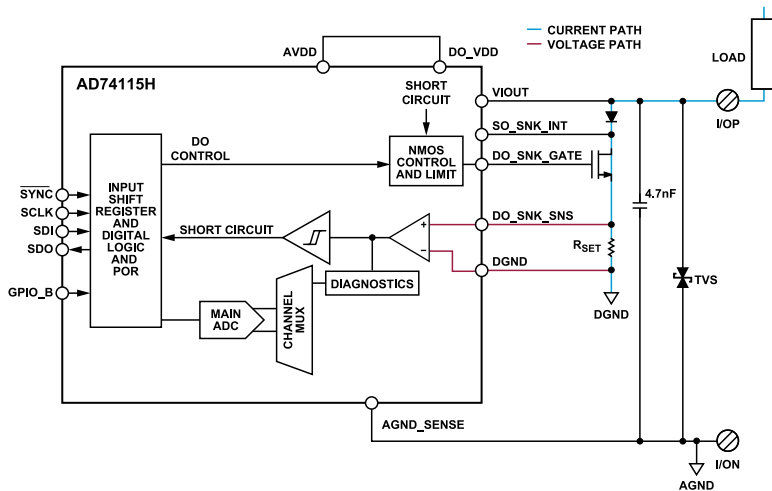 AVDD
DO_VDD
CURRENT PATH
VOLTAGE PATH
LOAD
AD74115H
SHORT
CIRCUIT
VIOUT
I/OP
SO_SNK_INT
DO
CONTROL
NMOS
CONTROL
AND LIMIT
DO_SNK_GATE
SYNC
SCLK
SDI
SDO
GPIO_B
INPUT
SHIFT
REGISTER
AND
DIGITAL
LOGIC
AND
POR
4.7nF
SHORT CIRCUIT
+
−
DO_SNK_SNS
RSET
DGND
DIAGNOSTICS
TVS
DGND
MAIN
ADC
CHANNEL
MUX
AGND_SENSE
I/ON
AGND